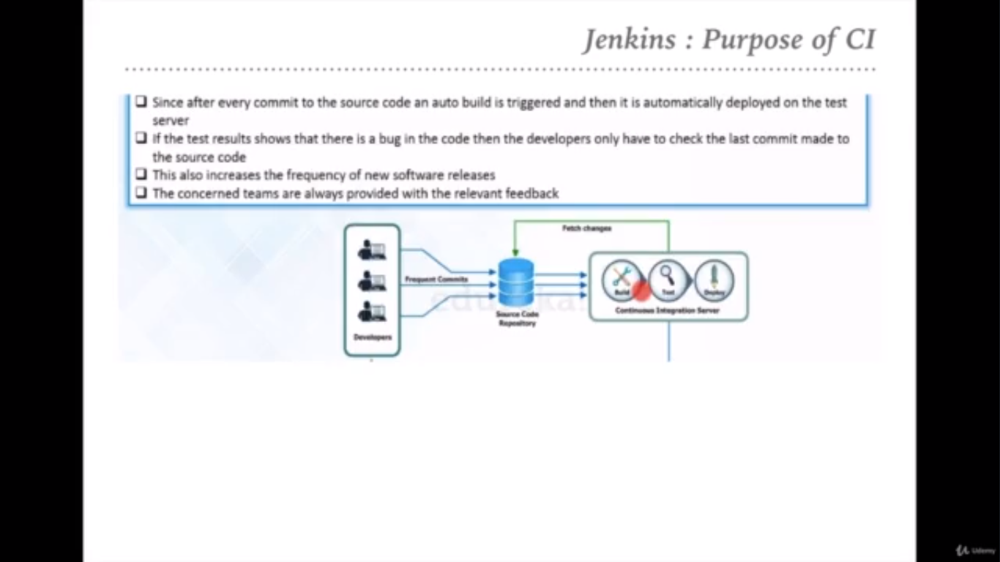 Jenkins : Purpose of CI
Since after every commit to the source code an auto build is triggered and then it is automatically deployed on the test
server
If the test results shows that there is a bug in the code then the developers only have to check the last commit made to
the source code
This also increases the frequency of new software releases
The concerned teams are always provided with the relevant feedback
Fetch changes
Frequent Commits
Build
Test
Deploy
Source Code
Repository
Continuous Integration Server
Developers
edureka!
Udemy